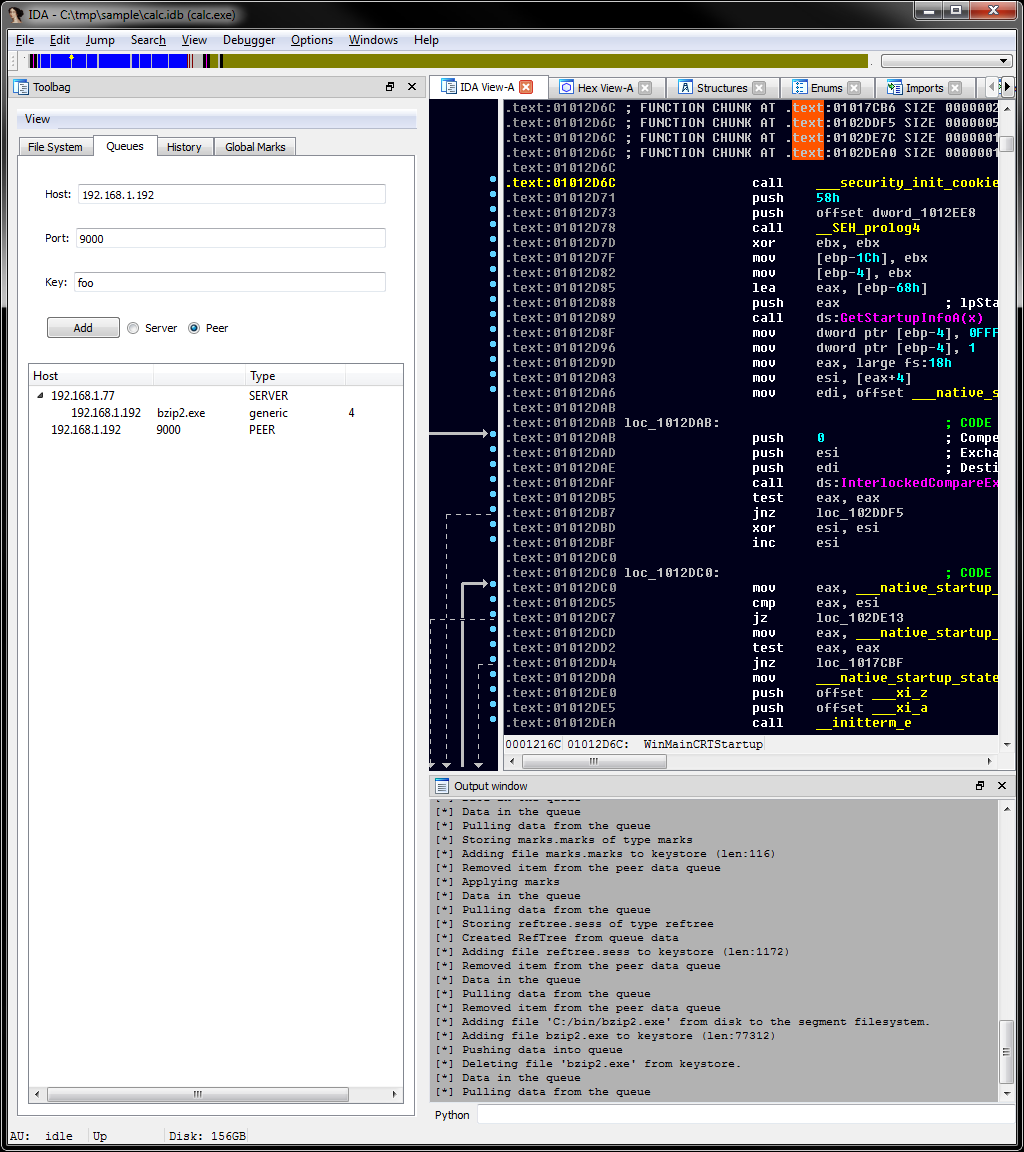 IDA - C:\tmp\sample\calc.idb (calc.exe)
File Edit Jump Search View Debugger Options Windows Help
Toolbag
View
File System Queues History Global Marks
Host: 192.168.1.192
Port: 9000
Key: foo
Add Server Peer
Host Type
192.168.1.77 SERVER
192.168.1.192 bzip2.exe generic 4
192.168.1.192 9000 PEER
IDA View-A Hex View-A Structures Enums Imports
.text:01012D6C ; FUNCTION CHUNK AT .text:01017CB6 SIZE 0000002
.text:01012D6C ; FUNCTION CHUNK AT .text:0102DDF5 SIZE 0000005
.text:01012D6C ; FUNCTION CHUNK AT .text:0102DE7C SIZE 0000001
.text:01012D6C ; FUNCTION CHUNK AT .text:0102DEA0 SIZE 0000001
.text:01012D6C
.text:01012D6C call ___security_init_cookie
.text:01012D71 push 58h
.text:01012D73 push offset dword_1012EE8
.text:01012D78 call __SEH_prolog4
.text:01012D7D xor ebx, ebx
.text:01012D7F mov [ebp-1Ch], ebx
.text:01012D82 mov [ebp-4], ebx
.text:01012D85 lea eax, [ebp-68h]
.text:01012D88 push eax ; lpSta
.text:01012D89 call ds:GetStartupInfoA(x)
.text:01012D8F mov dword ptr [ebp-4], 0FFF
.text:01012D96 mov dword ptr [ebp-4], 1
.text:01012D9D mov eax, large fs:18h
.text:01012DA3 mov esi, [eax+4]
.text:01012DA6 mov edi, offset ___native_s
.text:01012DAB
.text:01012DAB loc_1012DAB: ; CODE
.text:01012DAB push 0 ; Compe
.text:01012DAD push esi ; Excha
.text:01012DAE push edi ; Desti
.text:01012DAF call ds:InterlockedCompareEx
.text:01012DB5 test eax, eax
.text:01012DB7 jnz loc_102DDF5
.text:01012DBD xor esi, esi
.text:01012DBF inc esi
.text:01012DC0
.text:01012DC0 loc_1012DC0: ; CODE
.text:01012DC0 mov eax, ___native_startup_
.text:01012DC5 cmp eax, esi
.text:01012DC7 jz loc_102DE13
.text:01012DCD mov eax, ___native_startup_
.text:01012DD2 test eax, eax
.text:01012DD4 jnz loc_1017CBF
.text:01012DDA mov ___native_startup_state
.text:01012DE0 push offset ___xi_z
.text:01012DE5 push offset ___xi_a
.text:01012DEA call __initterm_e
0001216C 01012D6C: WinMainCRTStartup
Output window
[*] Data in the queue
[*] Data in the queue
[*] Pulling data from the queue
[*] Storing marks.marks of type marks
[*] Adding file marks.marks to keystore (len:116)
[*] Removed item from the peer data queue
[*] Applying marks
[*] Data in the queue
[*] Pulling data from the queue
[*] Storing reftree.sess of type reftree
[*] Created RefTree from queue data
[*] Adding file reftree.sess to keystore (len:1172)
[*] Removed item from the peer data queue
[*] Data in the queue
[*] Pulling data from the queue
[*] Removed item from the peer data queue
[*] Adding file 'C:/bin/bzip2.exe' from disk to the segment filesystem.
[*] Adding file bzip2.exe to keystore (len:77312)
[*] Pushing data into queue
[*] Deleting file 'bzip2.exe' from keystore.
[*] Data in the queue
[*] Pulling data from the queue
Python
AU: idle Up Disk: 156GB